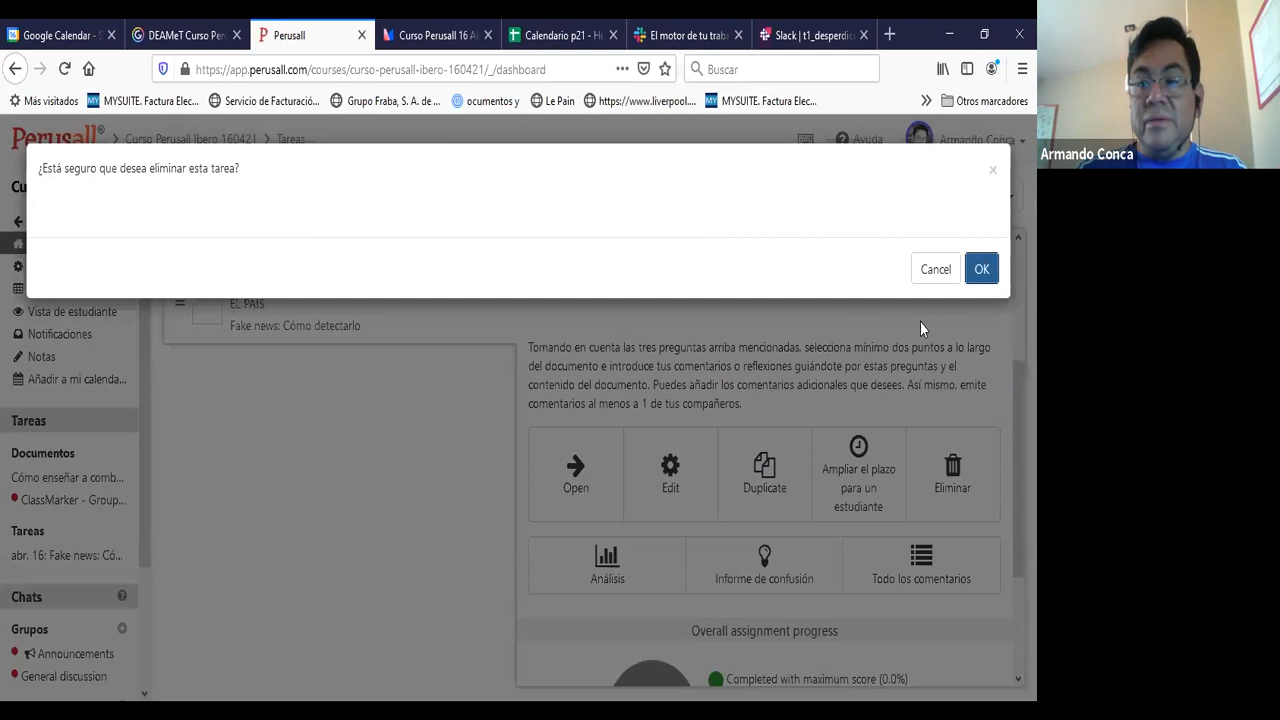 Google Calendar - S
DEAMeT Curso Per
Perusall
Curso Perusall 16 A
Calendario p21 - Ho
El motor de tu trab
Slack | t1_desperdic
https://app.perusall.com/courses/curso-perusall-ibero-160421/_/dashboard
Buscar
Más visitados
MYSUITE. Factura Elec...
Servicio de Facturació...
Grupo Fraba, S. A. de ...
ocumentos y
Le Pain
https://www.liverpool....
MYSUITE. Factura Elec...
Otros marcadores
Perusall®
Curso Perusall Ibero 160421
Tareas
Ayuda
Armando Conca
¿Está seguro que desea eliminar esta tarea?
×
Cancel
OK
Cu
Vista de estudiante
Notificaciones
Notas
Añadir a mi calenda...
Tareas
Documentos
Cómo enseñar a comb...
ClassMarker - Group...
Tareas
abr. 16: Fake news: Có...
Chats
Grupos
Announcements
General discussion
EL PAÍS
Fake news: Cómo detectarlo
Tomando en cuenta las tres preguntas arriba mencionadas, selecciona mínimo dos puntos a lo largo
del documento e introduce tus comentarios o reflexiones guiándote por estas preguntas y el
contenido del documento. Puedes añadir los comentarios adicionales que desees. Así mismo, emite
comentarios al menos a 1 de tus compañeros.
Open
Edit
Duplicate
Ampliar el plazo
para un
estudiante
Eliminar
Análisis
Informe de confusión
Todo los comentarios
Overall assignment progress
Completed with maximum score (0.0%)
Armando Conca